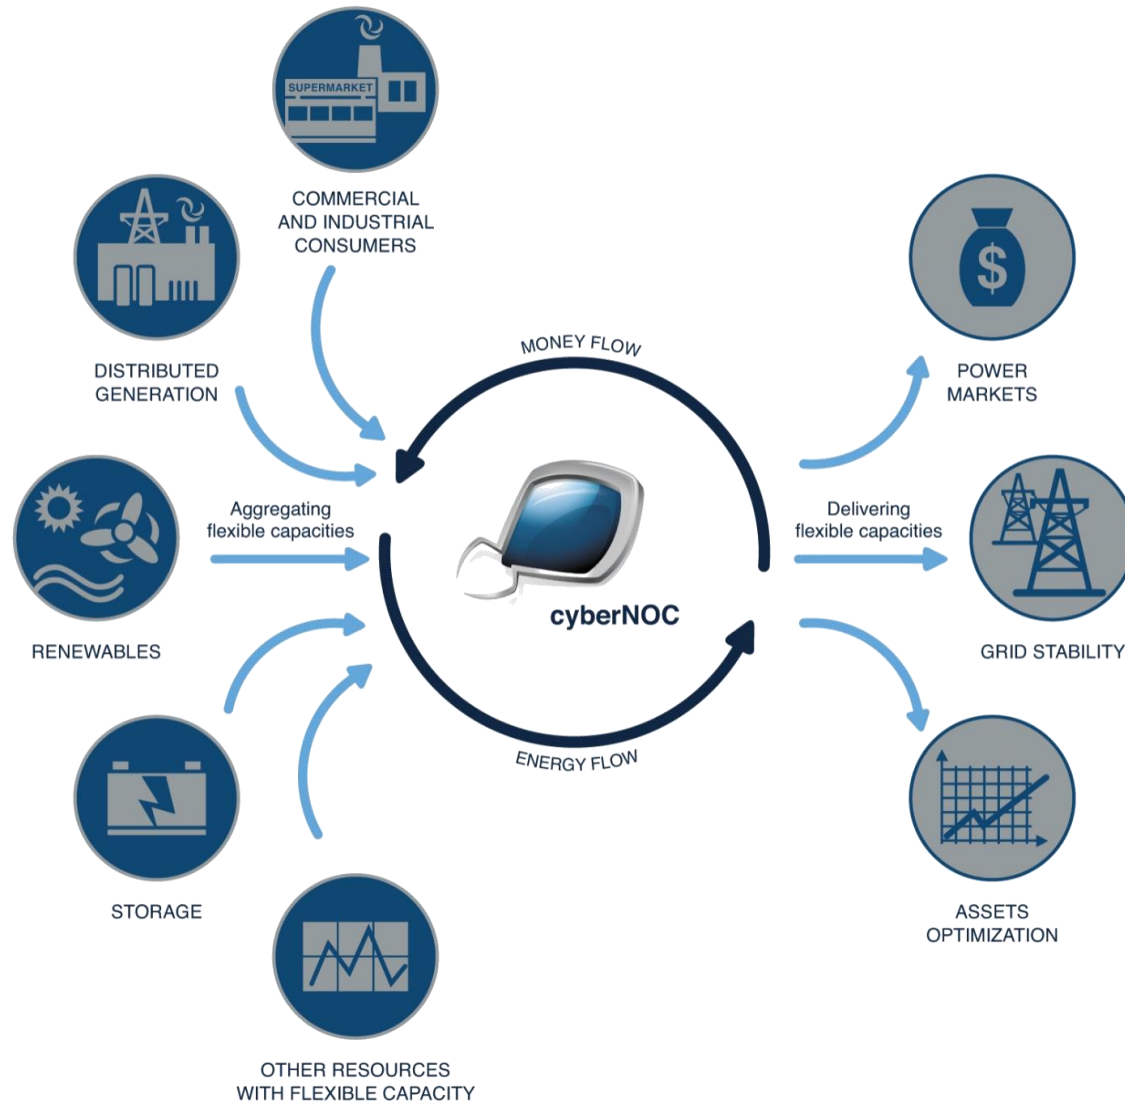 SUPERMARKET
COMMERCIAL
AND INDUSTRIAL
CONSUMERS
DISTRIBUTED
GENERATION
Aggregating
flexible capacities
RENEWABLES
STORAGE
OTHER RESOURCES
WITH FLEXIBLE CAPACITY
MONEY FLOW
cyberNOC
ENERGY FLOW
$
POWER
MARKETS
Delivering
flexible capacities
GRID STABILITY
ASSETS
OPTIMIZATION